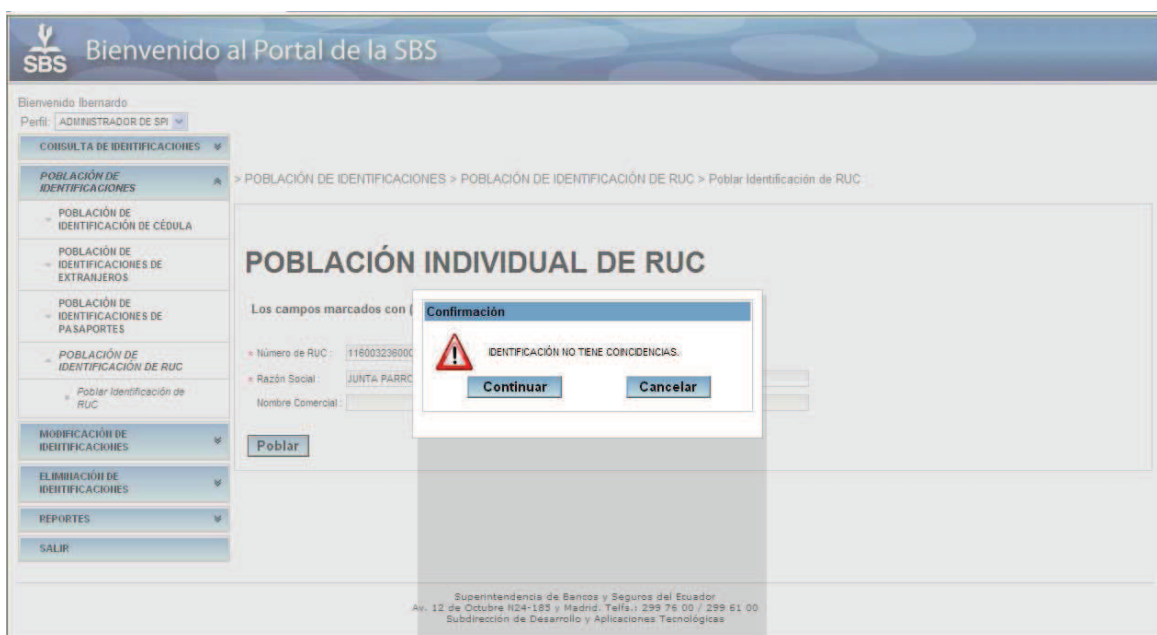 SBS
Bienvenido al Portal de la SBS
Bienvenido lbernardo
Perfil: ADMINISTRADOR DE SPI
CONSULTA DE IDENTIFICACIONES
POBLACIÓN DE
IDENTIFICACIONES
POBLACIÓN DE
IDENTIFICACIÓN DE CÉDULA
POBLACIÓN DE
IDENTIFICACIONES DE
EXTRANJEROS
POBLACIÓN DE
IDENTIFICACIONES DE
PASAPORTES
POBLACIÓN DE
IDENTIFICACIÓN DE RUC
Poblar Identificación de
RUC
MODIFICACIÓN DE
IDENTIFICACIONES
ELIMINACIÓN DE
IDENTIFICACIONES
REPORTES
SALIR
> POBLACIÓN DE IDENTIFICACIONES > POBLACIÓN DE IDENTIFICACIÓN DE RUC > Poblar Identificación de RUC
POBLACIÓN INDIVIDUAL DE RUC
Los campos marcados con (
* Número de RUC : 1160032360
* Razón Social : JUNTA PARRO
Nombre Comercial :
Poblar
Confirmación
IDENTIFICACIÓN NO TIENE COINCIDENCIAS.
Continuar Cancelar
Superintendencia de Bancos y Seguros del Ecuador
Av. 12 de Octubre N24-185 y Madrid. Telfs.: 299 76 00 / 299 61 00
Subdirección de Desarrollo y Aplicaciones Tecnológicas